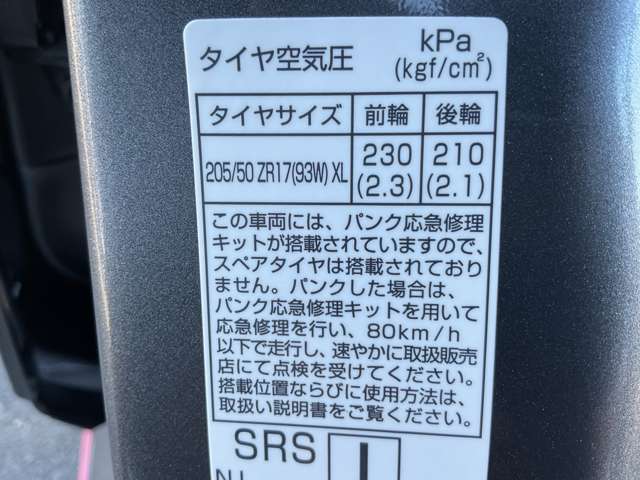 タイヤ空気圧 kPa
(kgf/cm²)
タイヤサイズ 前輪 後輪
205/50 ZR17(93W) XL 230 210
(2.3) (2.1)
この車両には、パンク応急修理
キットが搭載されていますので、
スペアタイヤは搭載されており
ません。パンクした場合は、
パンク応急修理キットを用いて
応急修理を行い、80km/h
以下で走行し、速やかに取扱販売
店にて点検を受けてください。
搭載位置ならびに使用方法は、
取扱い説明書をご覧ください。
SRS